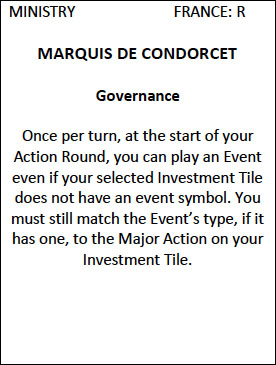 MINISTRY FRANCE: R
MARQUIS DE CONDORCET
Governance
Once per turn, at the start of your
Action Round, you can play an Event
even if your selected Investment Tile
does not have an event symbol. You
must still match the Event’s type, if it
has one, to the Major Action on your
Investment Tile.